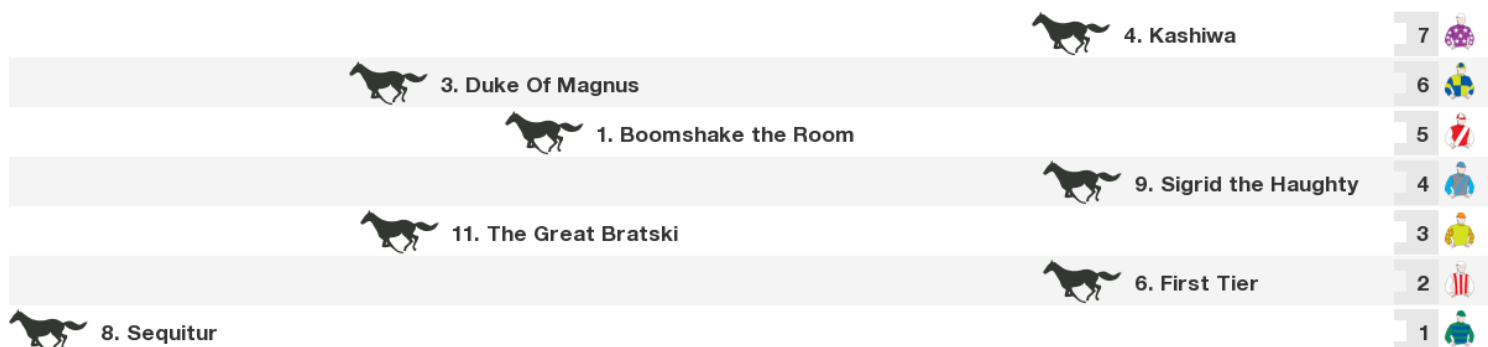 4. Kashiwa 7
3. Duke Of Magnus 6
1. Boomshake the Room 5
9. Sigrid the Haughty 4
11. The Great Bratski 3
6. First Tier 2
8. Sequitur 1